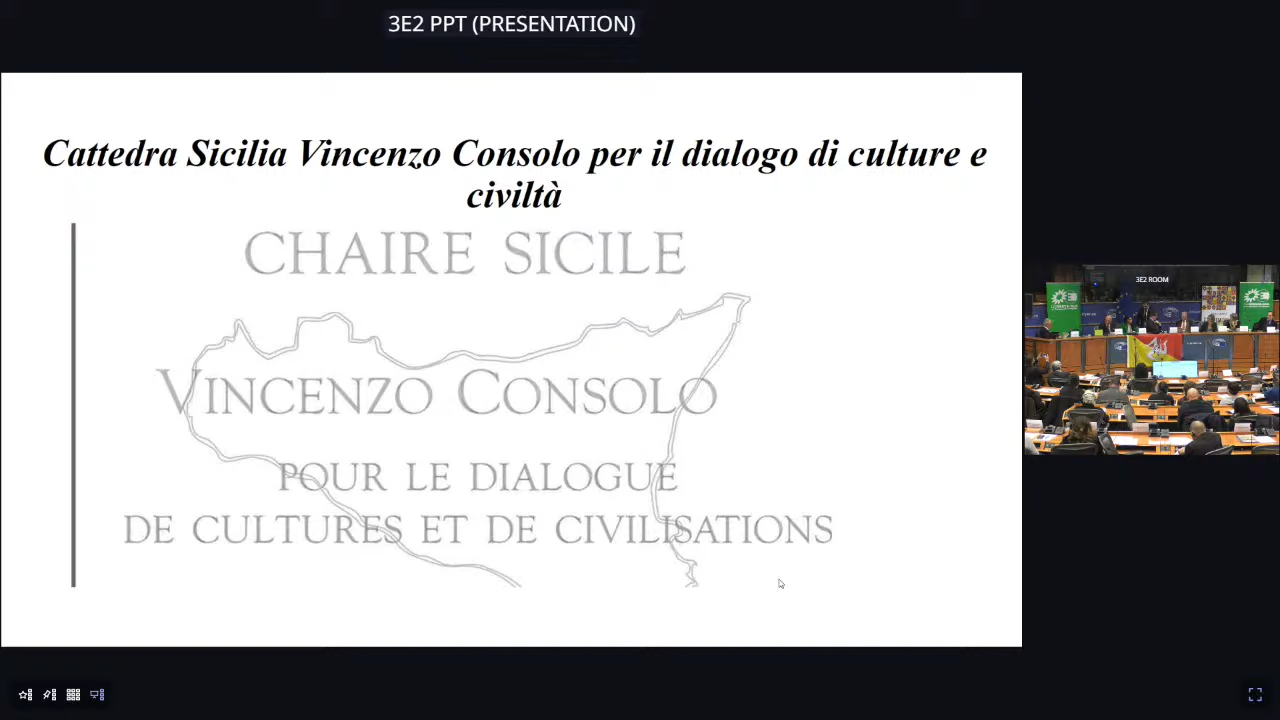 3E2 PPT (PRESENTATION)
Cattedra Sicilia Vincenzo Consolo per il dialogo di culture e
civiltà
CHAIRE SICILE
VINCENZO CONSOLO
POUR LE DIALOGUE
DE CULTURES ET DE CIVILISATIONS
3E2 ROOM